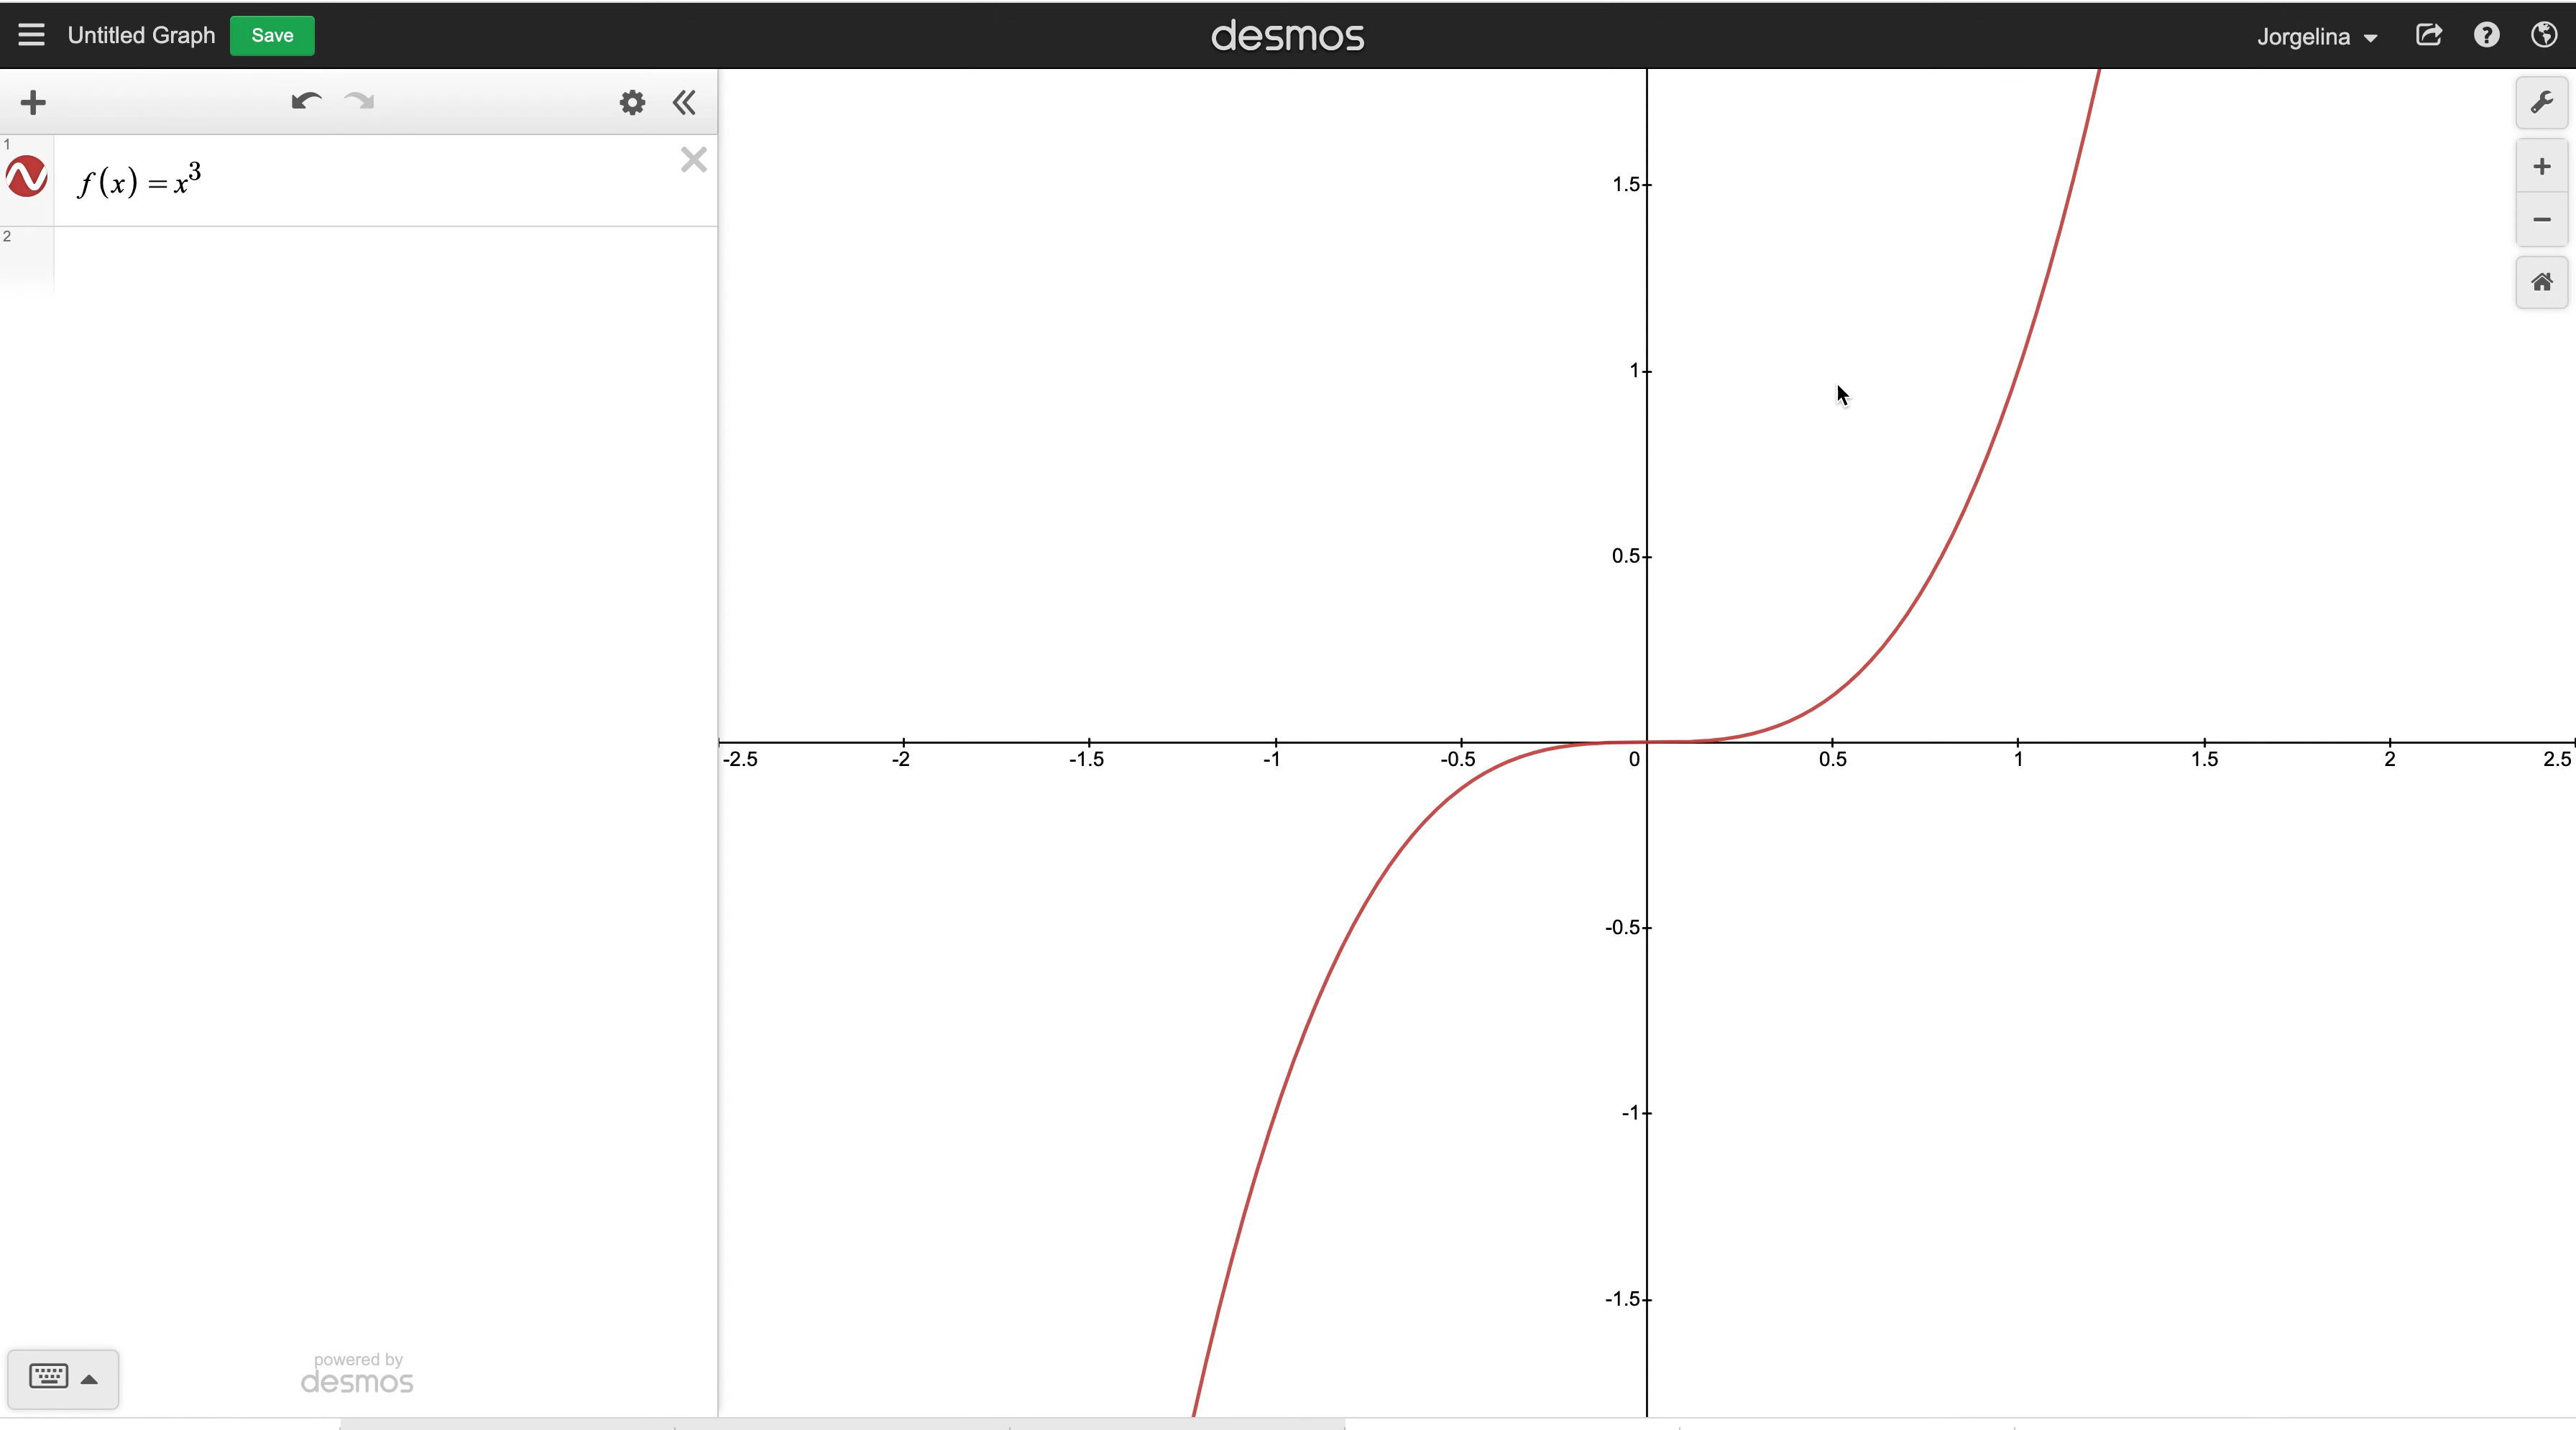 Untitled Graph Save desmos Jorgelina
1
f(x) = x³
2
1.5
1
0.5
-2.5 -2 -1.5 -1 -0.5 0 0.5 1 1.5 2 2.5
-0.5
-1
-1.5
powered by
desmos